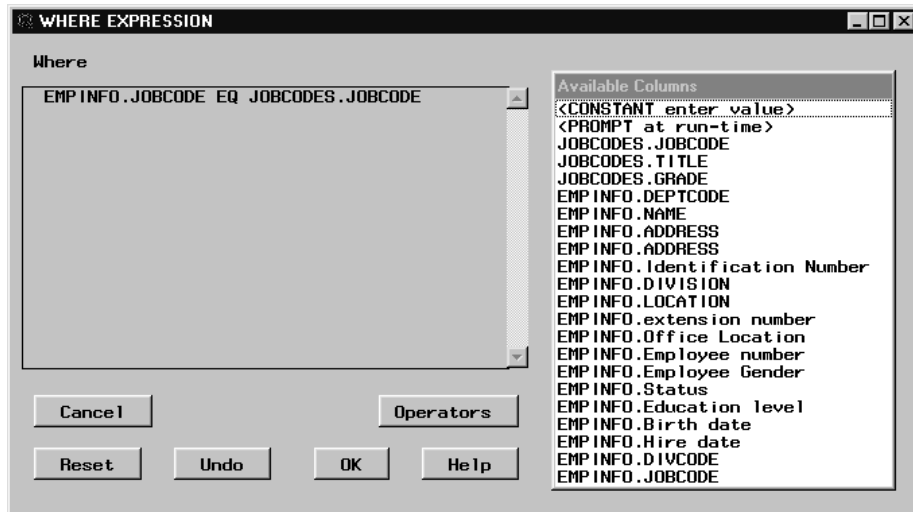 WHERE EXPRESSION
Where
EMPINFO.JOBCODE EQ JOBCODES.JOBCODE
Available Columns
<CONSTANT enter value>
<PROMPT at run-time>
JOBCODES.JOBCODE
JOBCODES.TITLE
JOBCODES.GRADE
EMPINFO.DEPTCODE
EMPINFO.NAME
EMPINFO.ADDRESS
EMPINFO.ADDRESS
EMPINFO.Identification Number
EMPINFO.DIVISION
EMPINFO.LOCATION
EMPINFO.extension number
EMPINFO.Office Location
EMPINFO.Employee number
EMPINFO.Employee Gender
EMPINFO.Status
EMPINFO.Education level
EMPINFO.Birth date
EMPINFO.Hire date
EMPINFO.DIVCODE
EMPINFO.JOBCODE
Cancel Operators
Reset Undo OK Help